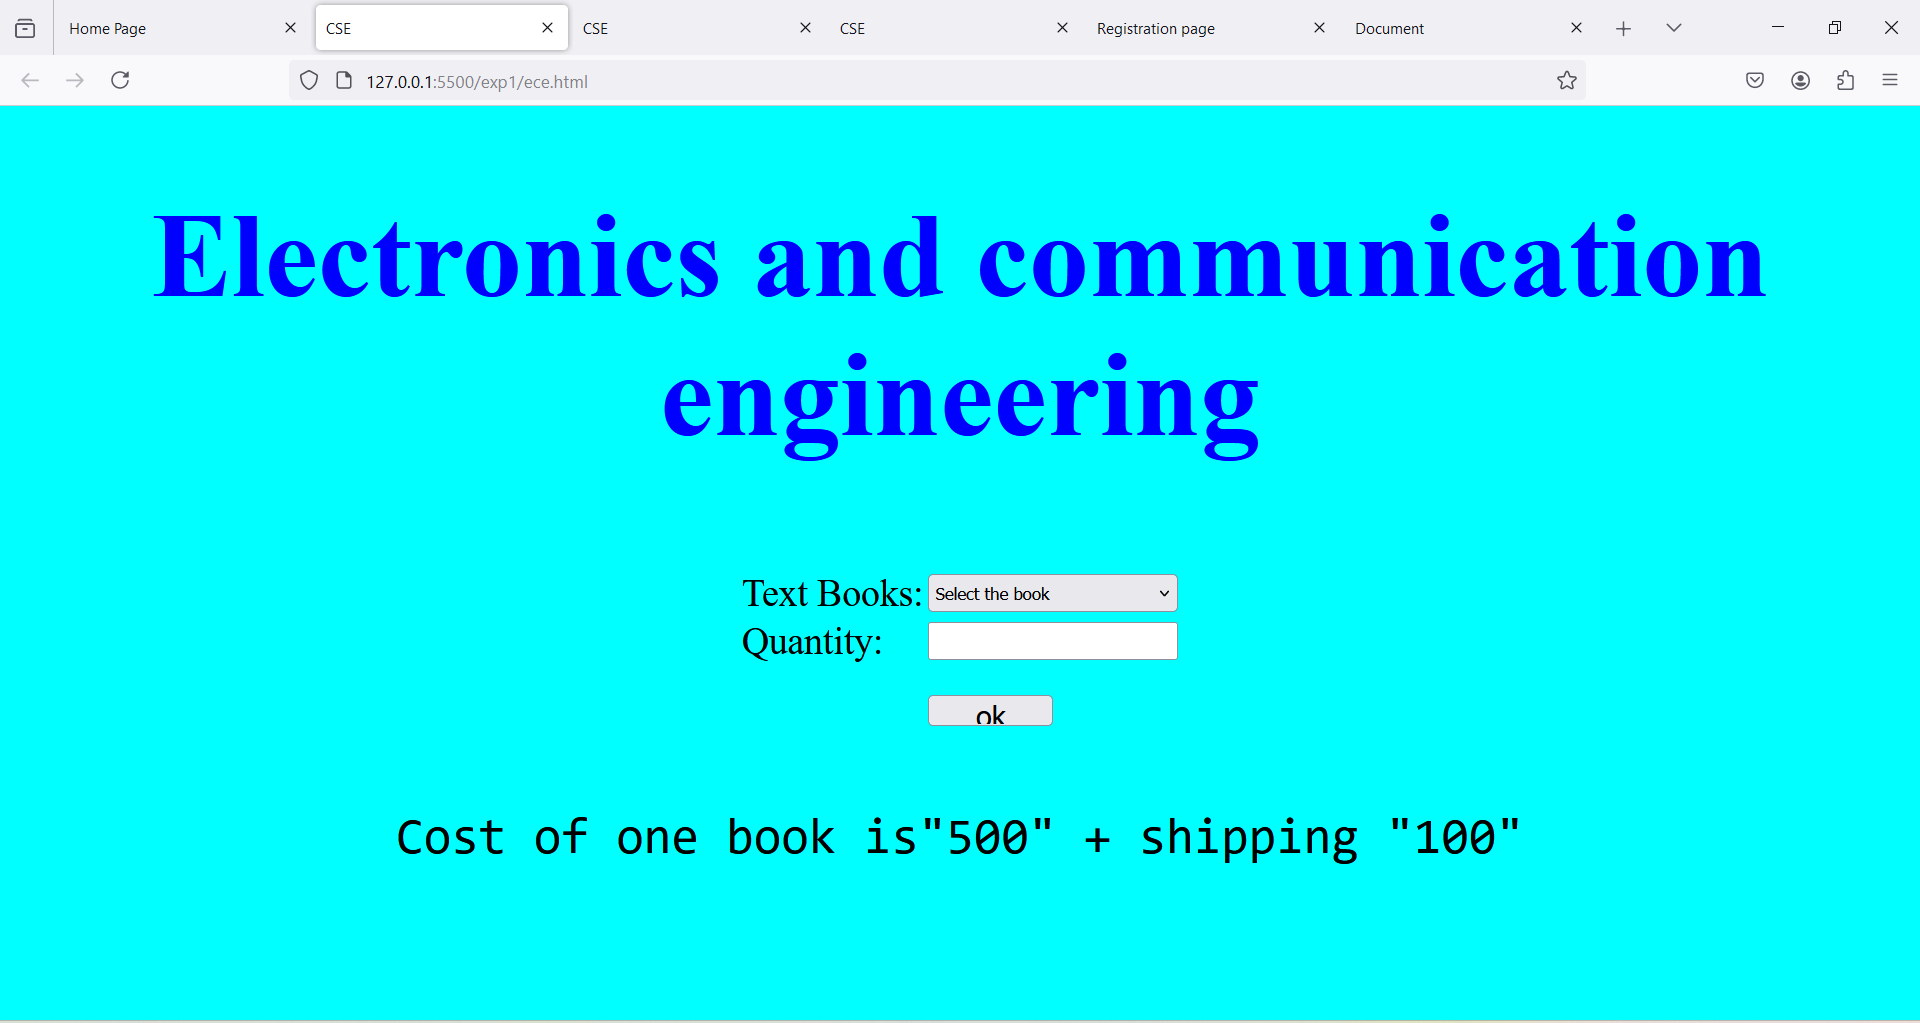 Home Page
CSE
CSE
CSE
Registration page
Document
127.0.0.1:5500/exp1/ece.html
Electronics and communication
engineering
Text Books: Select the book
Quantity:
ok
Cost of one book is"500" + shipping "100"